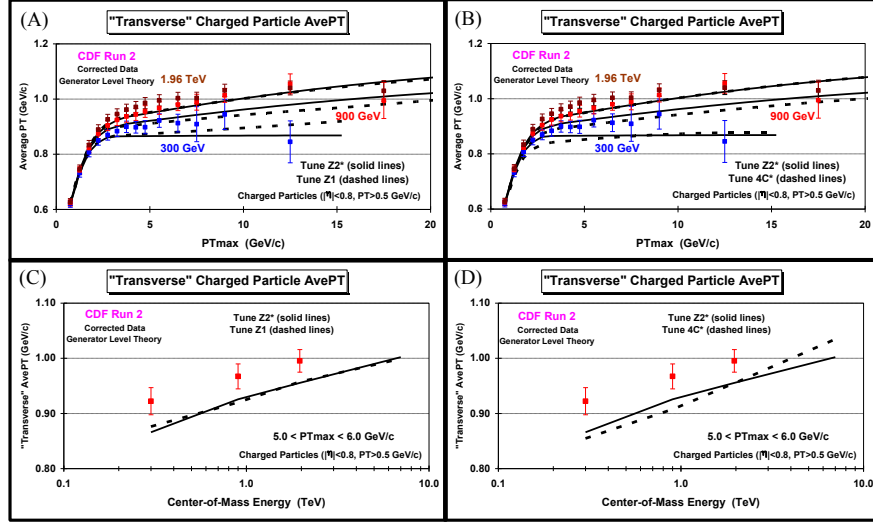 (A)
"Transverse" Charged Particle AvePT
1.2
1.0
0.8
0.6
Average PT (GeV/c)
CDF Run 2
Corrected Data
Generator Level Theory
1.96 TeV
900 GeV
300 GeV
Tune Z2* (solid lines)
Tune Z1 (dashed lines)
Charged Particles (|η|<0.8, PT>0.5 GeV/c)
0 5 10 15 20
PTmax (GeV/c)
(B)
"Transverse" Charged Particle AvePT
1.2
1.0
0.8
0.6
Average PT (GeV/c)
CDF Run 2
Corrected Data
Generator Level Theory
1.96 TeV
900 GeV
300 GeV
Tune Z2* (solid lines)
Tune 4C* (dashed lines)
Charged Particles (|η|<0.8, PT>0.5 GeV/c)
0 5 10 15 20
PTmax (GeV/c)
(C)
"Transverse" Charged Particle AvePT
1.10
1.00
0.90
0.80
"Transverse" AvePT (GeV/c)
CDF Run 2
Corrected Data
Generator Level Theory
Tune Z2* (solid lines)
Tune Z1 (dashed lines)
5.0 < PTmax < 6.0 GeV/c
Charged Particles (|η|<0.8, PT>0.5 GeV/c)
0.1 1.0 10.0
Center-of-Mass Energy (TeV)
(D)
"Transverse" Charged Particle AvePT
1.10
1.00
0.90
0.80
"Transverse" AvePT (GeV/c)
CDF Run 2
Corrected Data
Generator Level Theory
Tune Z2* (solid lines)
Tune 4C* (dashed lines)
5.0 < PTmax < 6.0 GeV/c
Charged Particles (|η|<0.8, PT>0.5 GeV/c)
0.1 1.0 10.0
Center-of-Mass Energy (TeV)